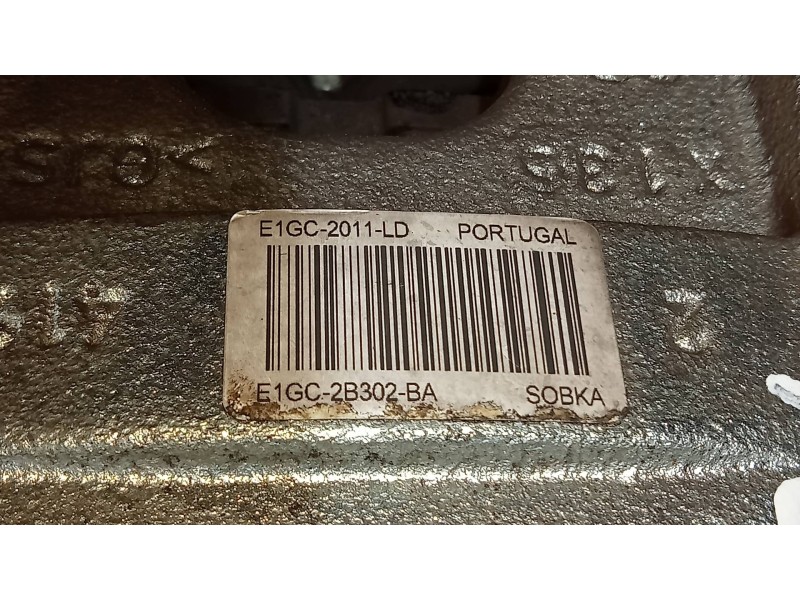 E1GC-2011-LD PORTUGAL
E1GC-2B302-BA SOBKA